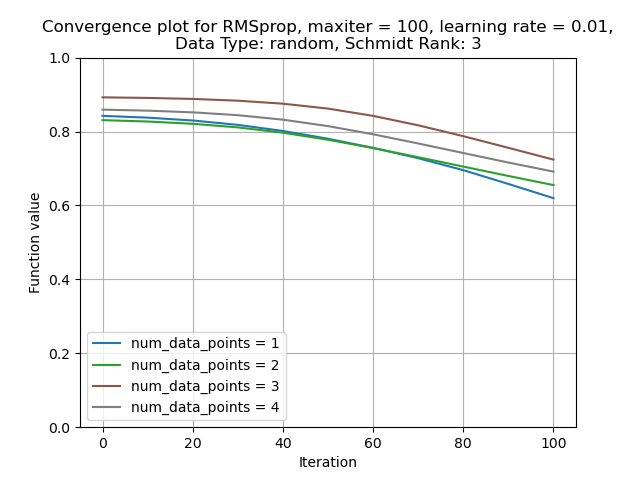 Convergence plot for RMSprop, maxiter = 100, learning rate = 0.01,
Data Type: random, Schmidt Rank: 3
1.0
0.8
0.6
0.4
0.2
0.0
Function value
num_data_points = 1
num_data_points = 2
num_data_points = 3
num_data_points = 4
0 20 40 60 80 100
Iteration